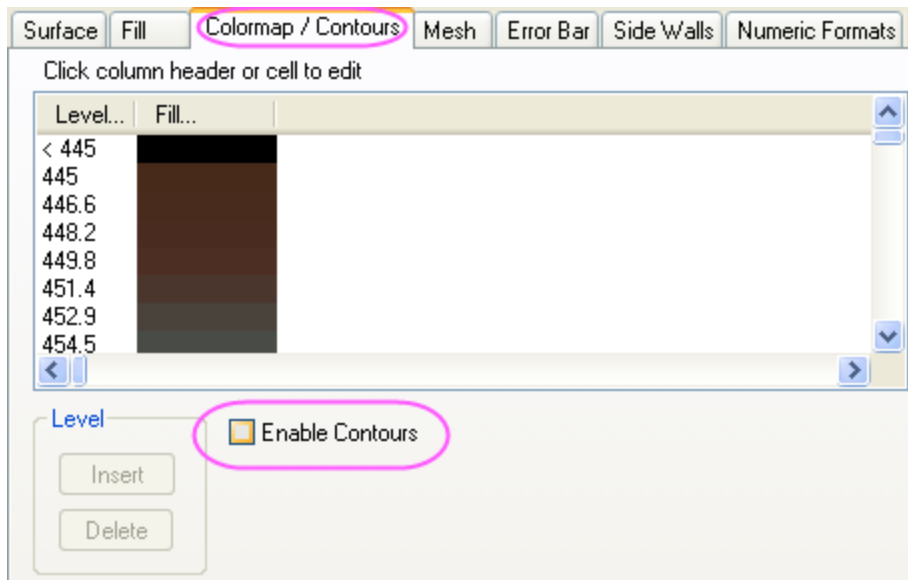 Surface Fill Colormap / Contours Mesh Error Bar Side Walls Numeric Formats
Click column header or cell to edit
Level... Fill...
< 445
445
446.6
448.2
449.8
451.4
452.9
454.5
Level
Enable Contours
Insert
Delete